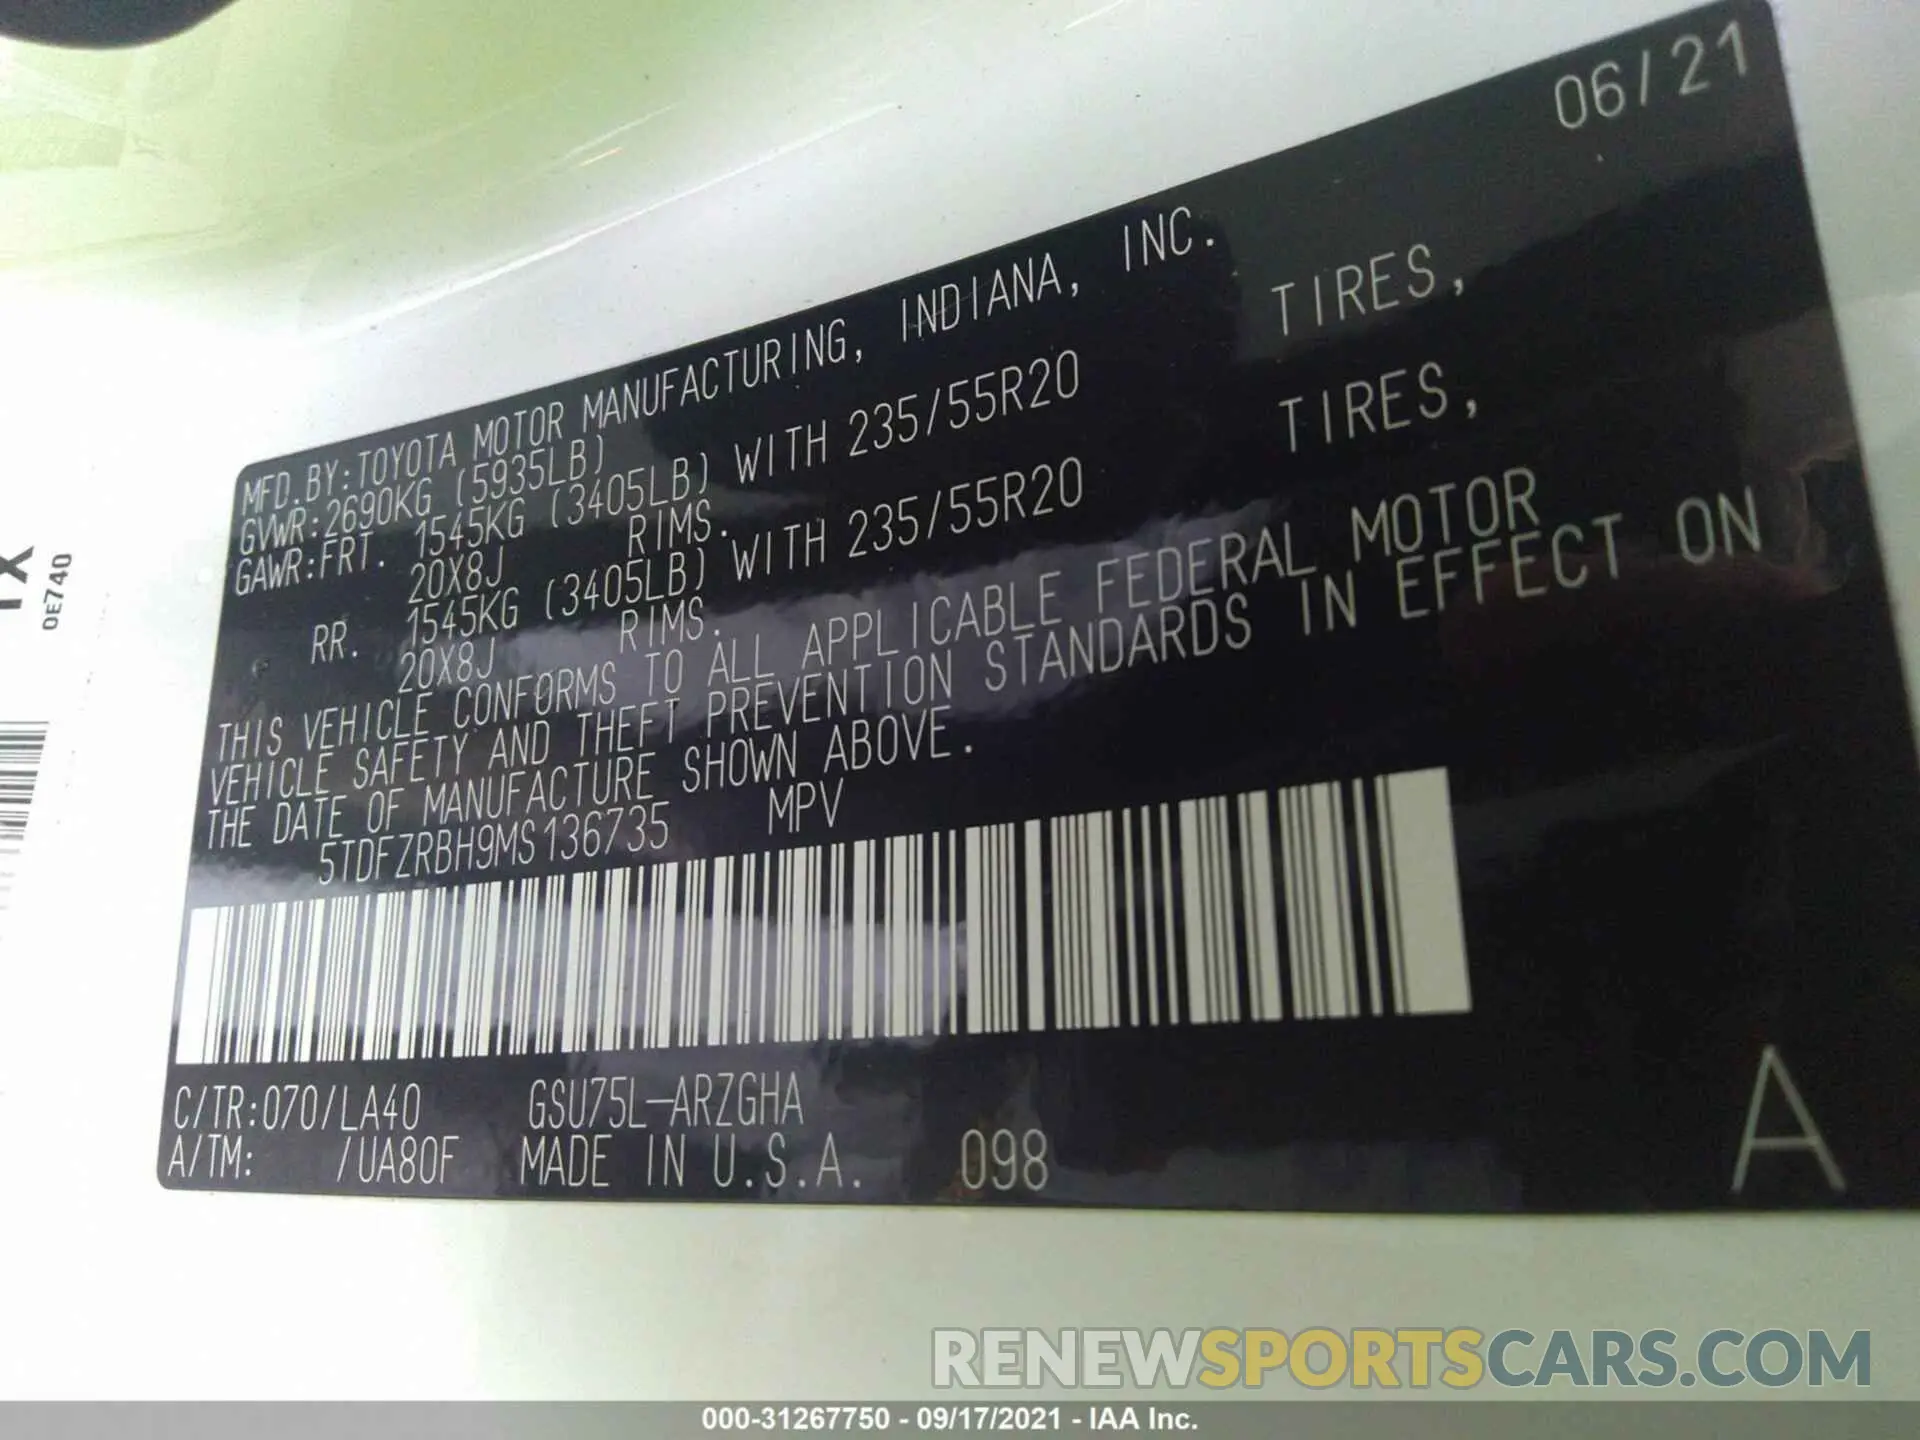 06/21
MFD.BY:TOYOTA MOTOR MANUFACTURING, INDIANA, INC.
GVWR:2690KG (5935LB)
GAWR:FRT. 1545KG (3405LB) WITH 235/55R20 TIRES,
20X8J RIMS.
RR. 1545KG (3405LB) WITH 235/55R20 TIRES,
20X8J RIMS.
THIS VEHICLE CONFORMS TO ALL APPLICABLE FEDERAL MOTOR
VEHICLE SAFETY AND THEFT PREVENTION STANDARDS IN EFFECT ON
THE DATE OF MANUFACTURE SHOWN ABOVE.
5TDFZRBH9MS136735 MPV
C/TR:070/LA40 GSU75L-ARZGHA
A/TM: /UA80F MADE IN U.S.A. 098
A
0E740
RENEWSPORTSCARS.COM
000-31267750 - 09/17/2021 - IAA Inc.